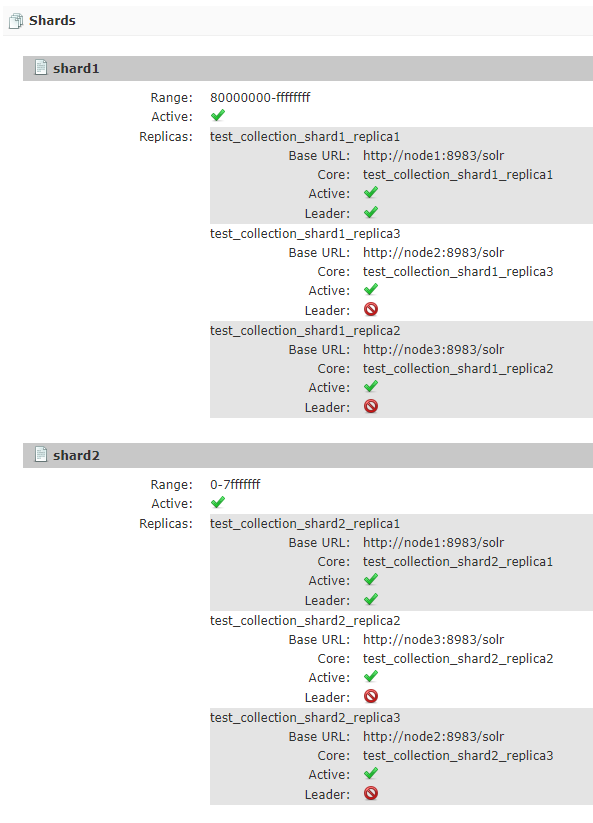 Shards
shard1
Range: 80000000-ffffffff
Active:
Replicas: test_collection_shard1_replica1
Base URL: http://node1:8983/solr
Core: test_collection_shard1_replica1
Active:
Leader:
test_collection_shard1_replica3
Base URL: http://node2:8983/solr
Core: test_collection_shard1_replica3
Active:
Leader:
test_collection_shard1_replica2
Base URL: http://node3:8983/solr
Core: test_collection_shard1_replica2
Active:
Leader:
shard2
Range: 0-7fffffff
Active:
Replicas: test_collection_shard2_replica1
Base URL: http://node1:8983/solr
Core: test_collection_shard2_replica1
Active:
Leader:
test_collection_shard2_replica2
Base URL: http://node3:8983/solr
Core: test_collection_shard2_replica2
Active:
Leader:
test_collection_shard2_replica3
Base URL: http://node2:8983/solr
Core: test_collection_shard2_replica3
Active:
Leader: